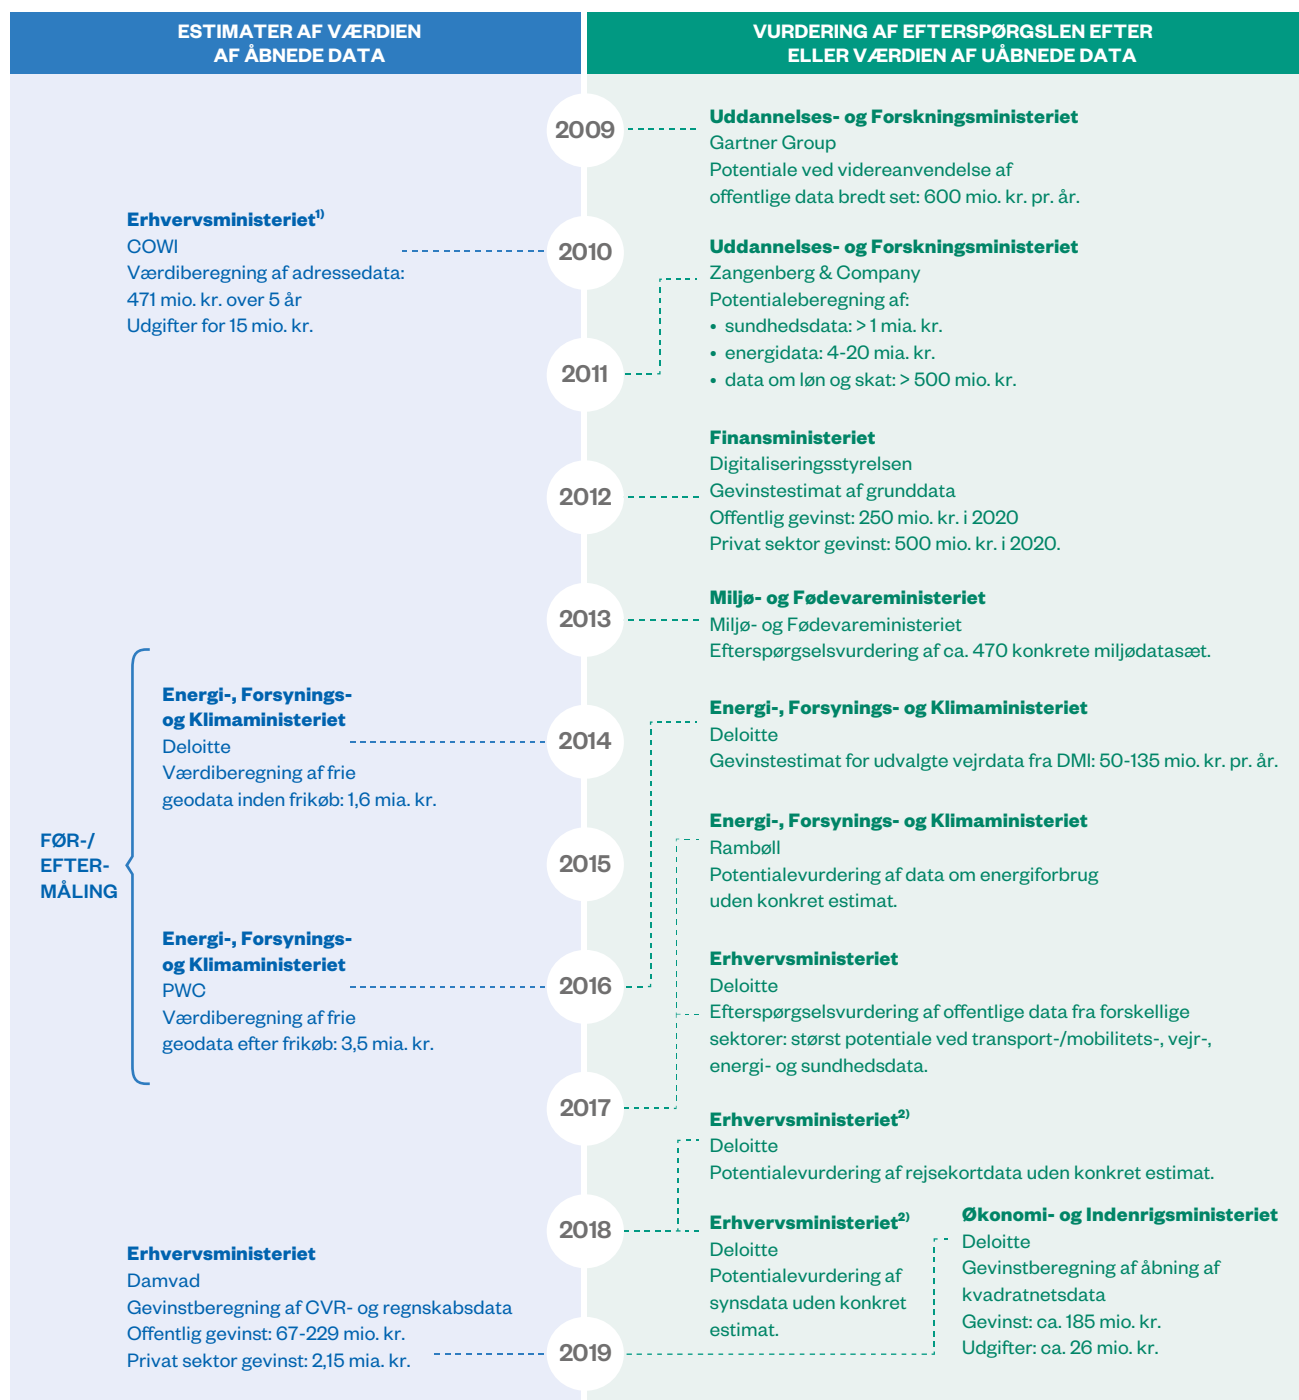 ESTIMATER AF VÆRDIEN
AF ÅBNEDE DATA
VURDERING AF EFTERSPØRGSLEN EFTER
ELLER VÆRDIEN AF UÅBNEDE DATA
2009
Uddannelses- og Forskningsministeriet
Gartner Group
Potentiale ved videreanvendelse af
offentlige data bredt set: 600 mio. kr. pr. år.
Erhvervsministeriet1)
COWI
Værdiberegning af adressedata:
471 mio. kr. over 5 år
Udgifter for 15 mio. kr.
2010
Uddannelses- og Forskningsministeriet
Zangenberg & Company
Potentialeberegning af:
• sundhedsdata: > 1 mia. kr.
• energidata: 4-20 mia. kr.
• data om løn og skat: > 500 mio. kr.
2011
Finansministeriet
Digitaliseringsstyrelsen
Gevinstestimat af grunddata
Offentlig gevinst: 250 mio. kr. i 2020
Privat sektor gevinst: 500 mio. kr. i 2020.
2012
Miljø- og Fødevareministeriet
Miljø- og Fødevareministeriet
Efterspørgselsvurdering af ca. 470 konkrete miljødatasæt.
2013
FØR-/
EFTER-
MÅLING
Energi-, Forsynings-
og Klimaministeriet
Deloitte
Værdiberegning af frie
geodata inden frikøb: 1,6 mia. kr.
2014
Energi-, Forsynings- og Klimaministeriet
Deloitte
Gevinstestimat for udvalgte vejrdata fra DMI: 50-135 mio. kr. pr. år.
2015
Energi-, Forsynings- og Klimaministeriet
Rambøll
Potentialevurdering af data om energiforbrug
uden konkret estimat.
Energi-, Forsynings-
og Klimaministeriet
PWC
Værdiberegning af frie
geodata efter frikøb: 3,5 mia. kr.
2016
Erhvervsministeriet
Deloitte
Efterspørgselsvurdering af offentlige data fra forskellige
sektorer: størst potentiale ved transport-/mobilitets-, vejr-,
energi- og sundhedsdata.
2017
Erhvervsministeriet2)
Deloitte
Potentialevurdering af rejsekortdata uden konkret estimat.
2018
Erhvervsministeriet2)
Deloitte
Potentialevurdering af
synsdata uden konkret
estimat.
Økonomi- og Indenrigsministeriet
Deloitte
Gevinstberegning af åbning af
kvadratnetsdata
Gevinst: ca. 185 mio. kr.
Udgifter: ca. 26 mio. kr.
Erhvervsministeriet
Damvad
Gevinstberegning af CVR- og regnskabsdata
Offentlig gevinst: 67-229 mio. kr.
Privat sektor gevinst: 2,15 mia. kr.
2019